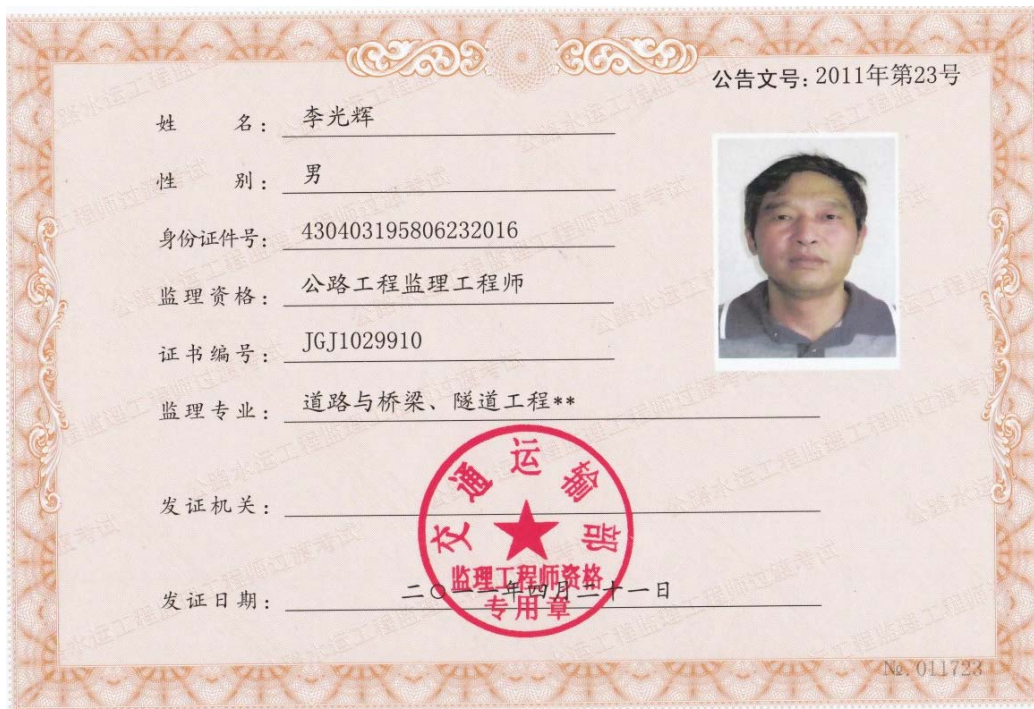 公告文号: 2011年第23号
姓 名: 李光辉
性 别: 男
身份证件号: 430403195806232016
监理资格: 公路工程监理工程师
证书编号: JGJ1029910
监理专业: 道路与桥梁、隧道工程**
发证机关:
交通运输部
监理工程师资格
专用章
发证日期: 二〇一一年四月二十一日
№. 011723